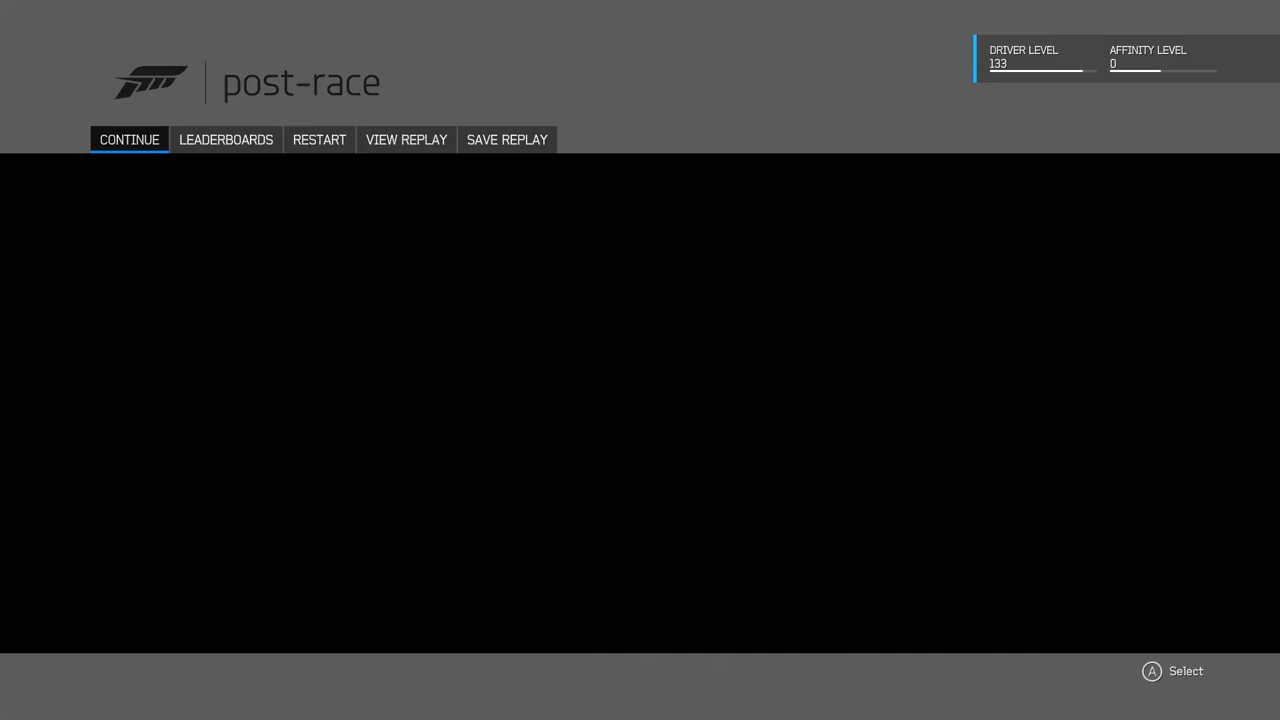 DRIVER LEVEL
133
AFFINITY LEVEL
0
post-race
CONTINUE
LEADERBOARDS
RESTART
VIEW REPLAY
SAVE REPLAY
A Select